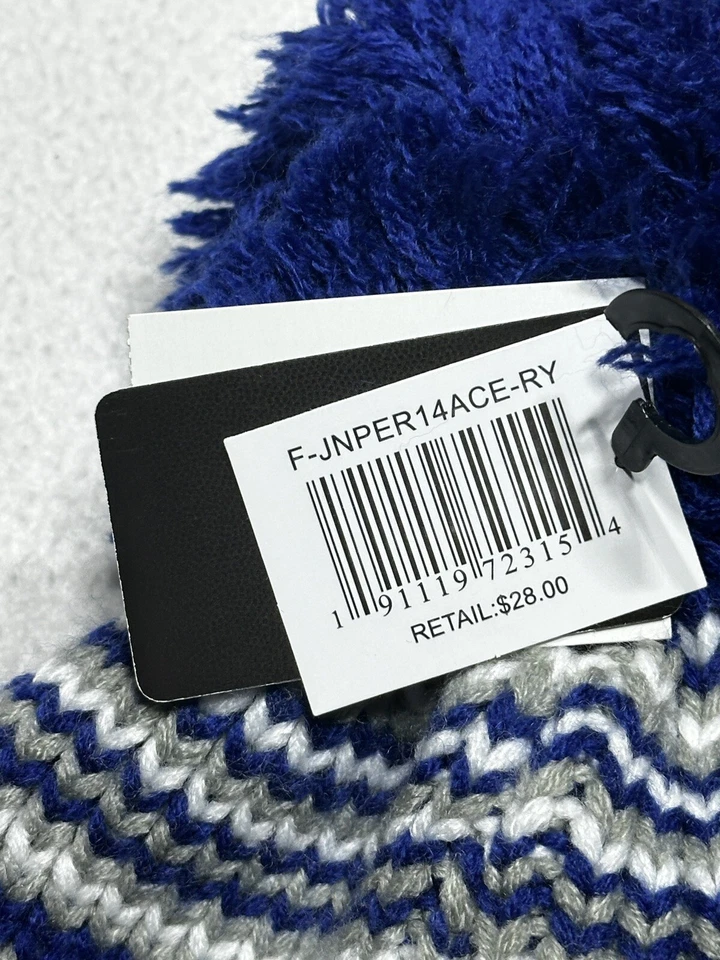 F-JNPER14ACE-RY
1 91119 72315 4
RETAIL:$28.00